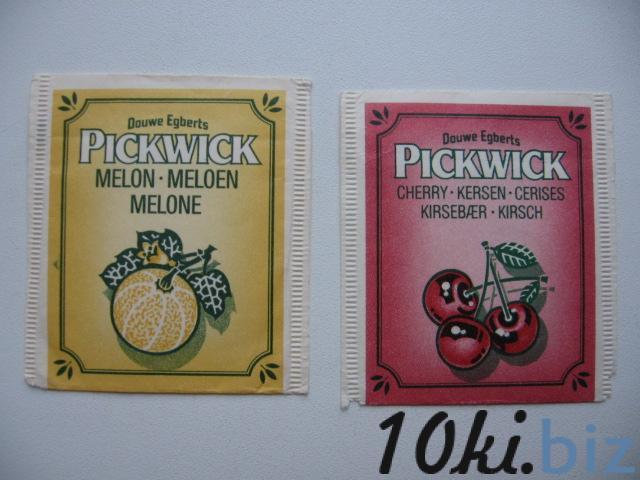 Douwe Egberts
PICKWICK
MELON · MELOEN
MELONE
Douwe Egberts
PICKWICK
CHERRY · KERSEN · CERISES
KIRSEBÆR · KIRSCH
10ki.biz